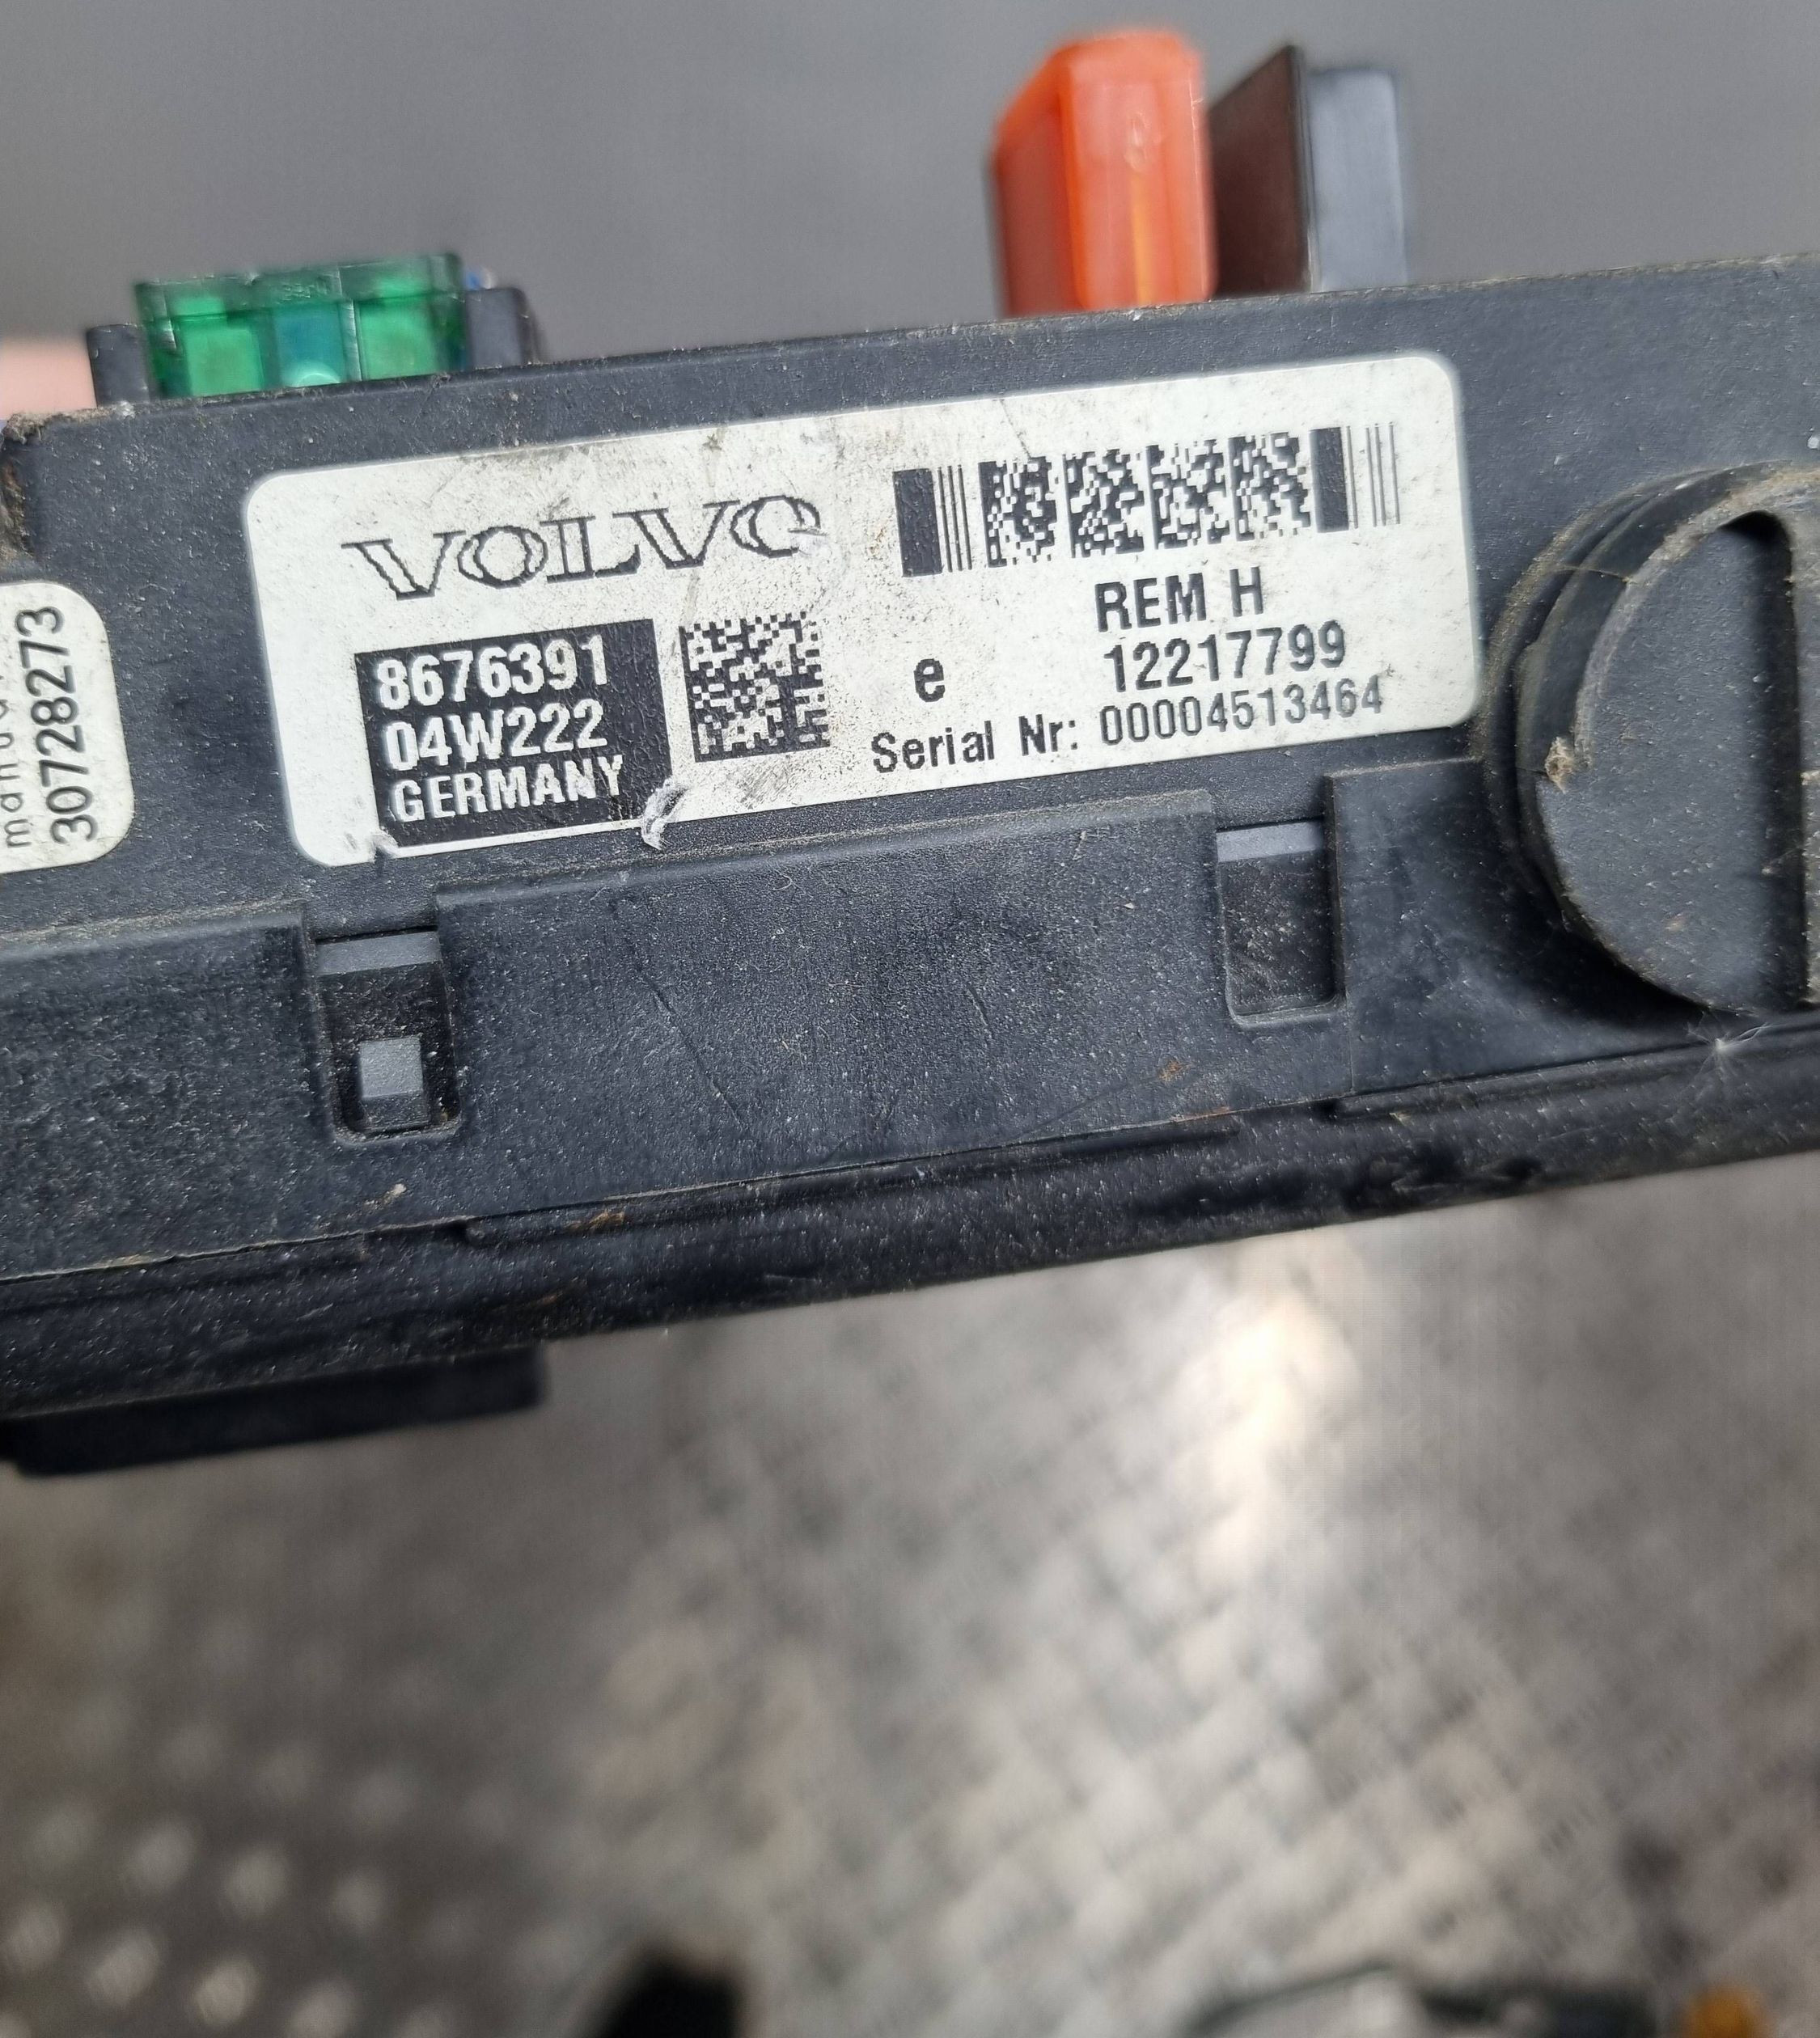 VOLVO
8676391
04W222
GERMANY
e
REM H
12217799
Serial Nr: 00004513464
30728273